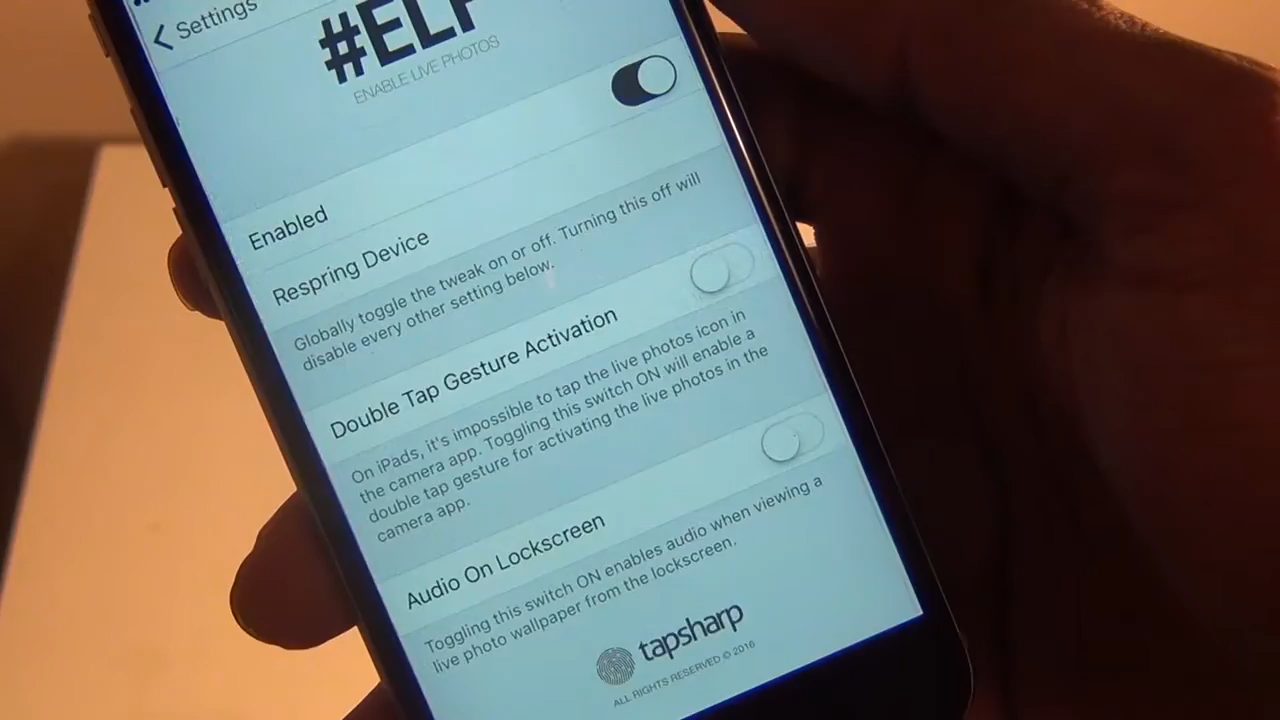 Settings
#ELF
ENABLE LIVE PHOTOS
Enabled
Respring Device
Globally toggle the tweak on or off. Turning this off will
disable every other setting below.
Double Tap Gesture Activation
On iPads, it's impossible to tap the live photos icon in
the camera app. Toggling this switch ON will enable a
double tap gesture for activating the live photos in the
camera app.
Audio On Lockscreen
Toggling this switch ON enables audio when viewing a
live photo wallpaper from the lockscreen.
tapsharp
ALL RIGHTS RESERVED © 2016